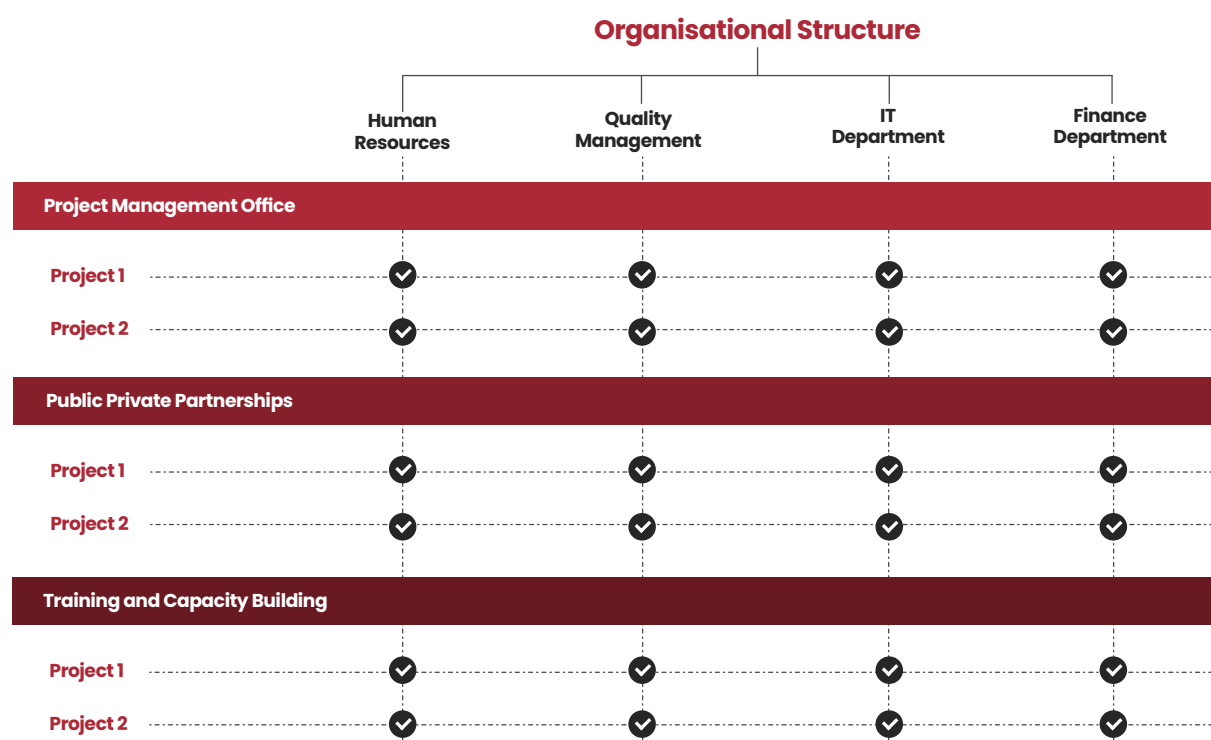 Organisational Structure
Human
Resources
Quality
Management
IT
Department
Finance
Department
Project Management Office
Project 1
Project 2
Public Private Partnerships
Project 1
Project 2
Training and Capacity Building
Project 1
Project 2